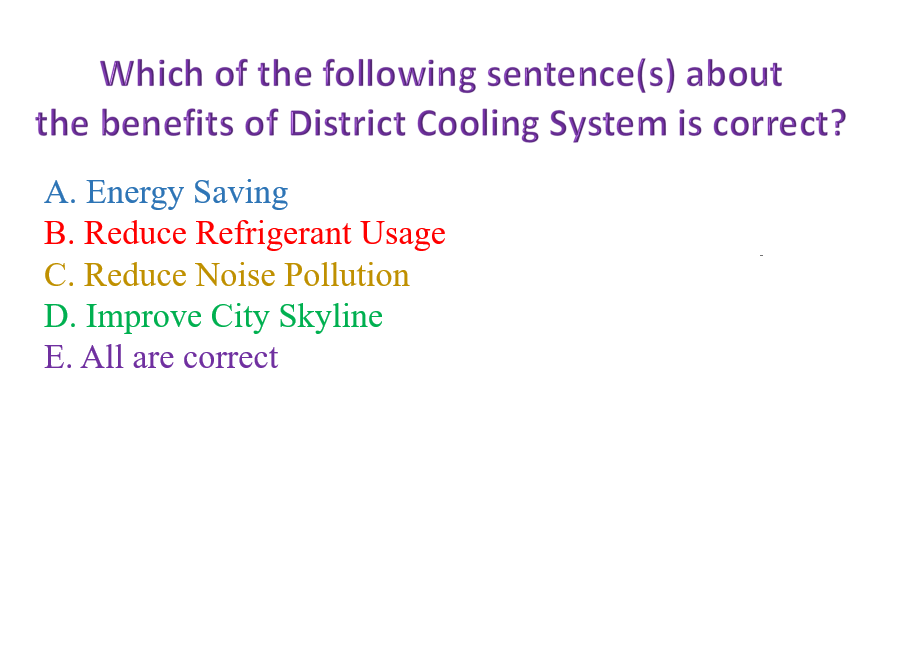 Which of the following sentence(s) about
the benefits of District Cooling System is correct?
A. Energy Saving
B. Reduce Refrigerant Usage
C. Reduce Noise Pollution
D. Improve City Skyline
E. All are correct